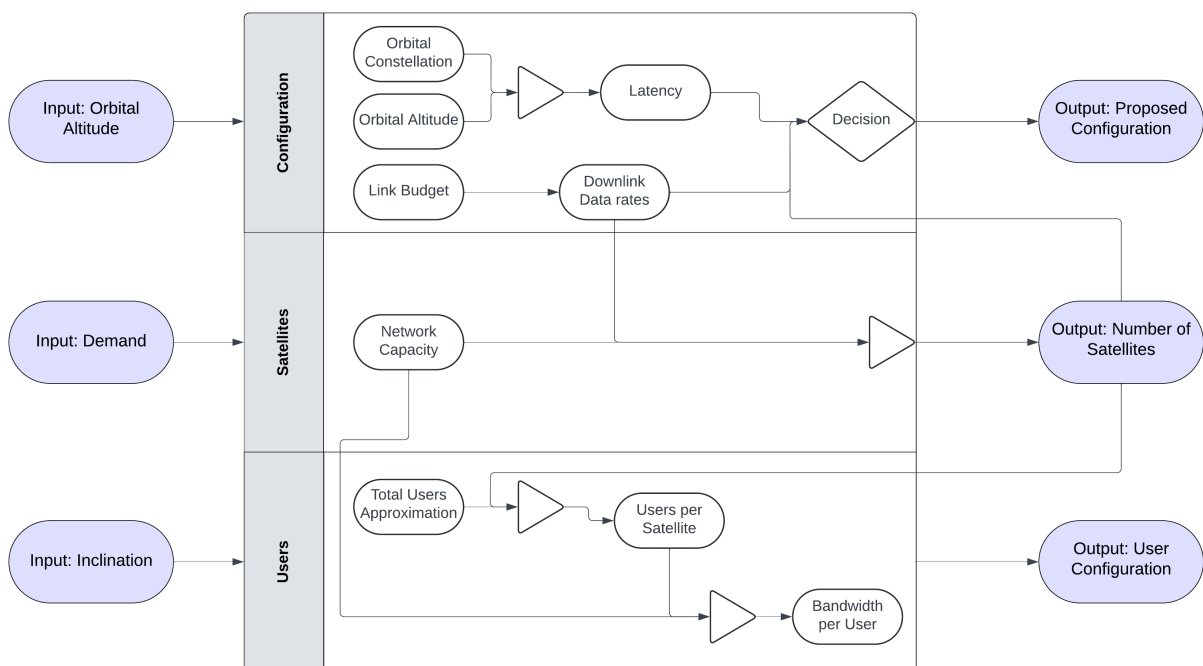 Input: Orbital
Altitude
Configuration
Orbital
Constellation
Orbital Altitude
Latency
Decision
Output: Proposed
Configuration
Link Budget
Downlink
Data rates
Input: Demand
Satellites
Network
Capacity
Output: Number of
Satellites
Input: Inclination
Users
Total Users
Approximation
Users per
Satellite
Bandwidth
per User
Output: User
Configuration